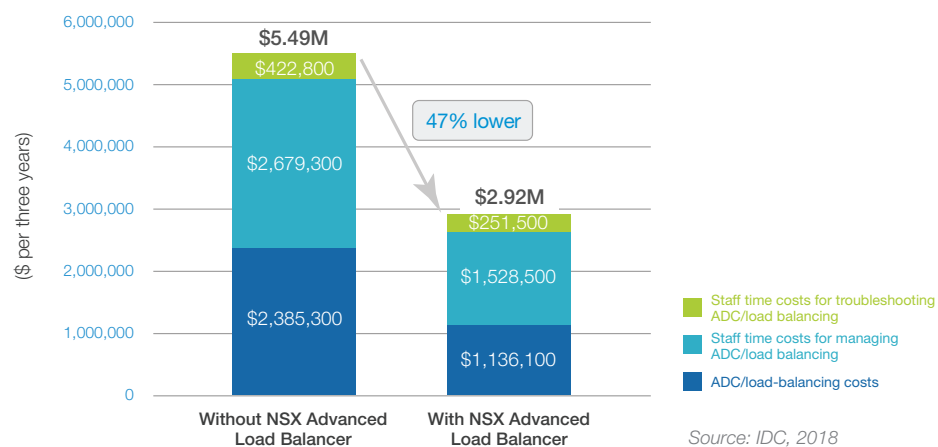 6,000,000
5,000,000
4,000,000
3,000,000
2,000,000
1,000,000
0
($ per three years)
$5.49M
$422,800
$2,679,300
$2,385,300
47% lower
$2.92M
$251,500
$1,528,500
$1,136,100
Without NSX Advanced
Load Balancer
With NSX Advanced
Load Balancer
Staff time costs for troubleshooting
ADC/load balancing
Staff time costs for managing
ADC/load balancing
ADC/load-balancing costs
Source: IDC, 2018